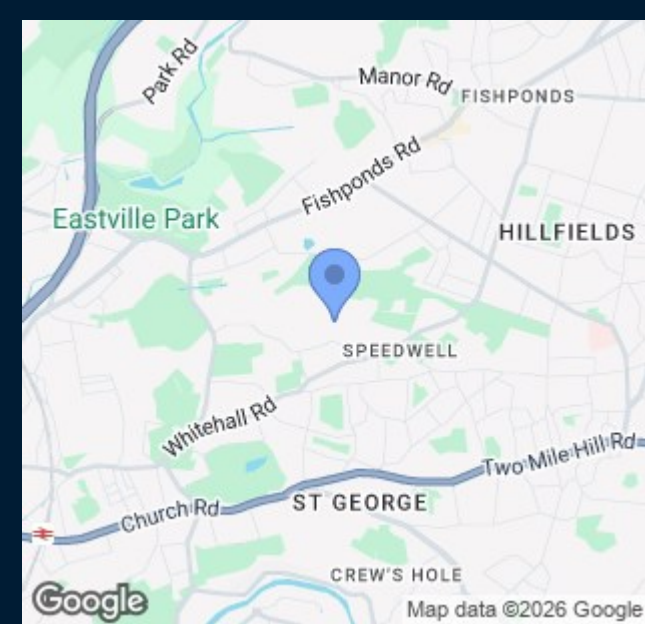 Park Rd
Manor Rd
FISHPONDS
Fishponds Rd
Eastville Park
HILLFIELDS
SPEEDWELL
Whitehall Rd
Two Mile Hill Rd
Church Rd
ST GEORGE
CREW'S HOLE
Google
Map data ©2026 Google